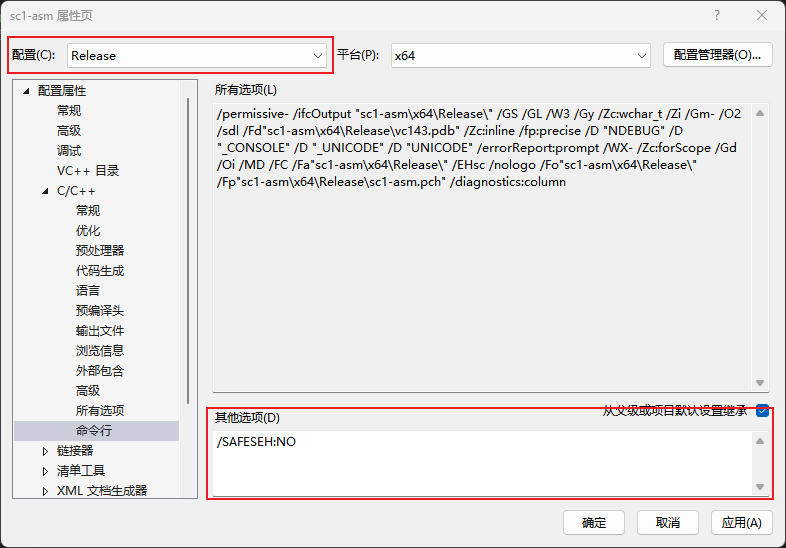 sc1-asm 属性页
配置(C):
Release
平台(P):
x64
配置管理器(O)...
配置属性
常规
高级
调试
VC++ 目录
C/C++
常规
优化
预处理器
代码生成
语言
预编译头
输出文件
浏览信息
外部包含
高级
所有选项
命令行
链接器
清单工具
XML 文档生成器
所有选项(L)
/permissive- /ifcOutput "sc1-asm\x64\Release\" /GS /GL /W3 /Gy /Zc:wchar_t /Zi /Gm- /O2
/sdl /Fd"sc1-asm\x64\Release\vc143.pdb" /Zc:inline /fp:precise /D "NDEBUG" /D
"_CONSOLE" /D "_UNICODE" /D "UNICODE" /errorReport:prompt /WX- /Zc:forScope /Gd
/Oi /MD /FC /Fa"sc1-asm\x64\Release\" /EHsc /nologo /Fo"sc1-asm\x64\Release\"
/Fp"sc1-asm\x64\Release\sc1-asm.pch" /diagnostics:column
从父级或项目默认设置继承
其他选项(D)
/SAFESEH:NO
确定
取消
应用(A)